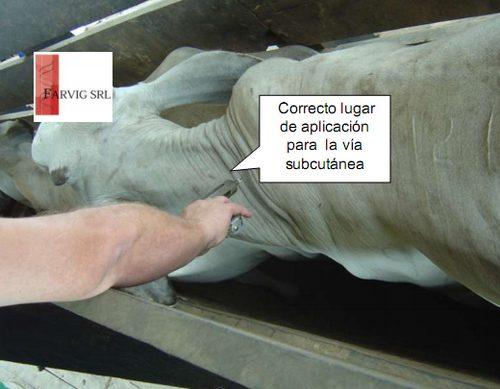 FARVIG SRL
Correcto lugar
de aplicación
para la vía
subcutánea